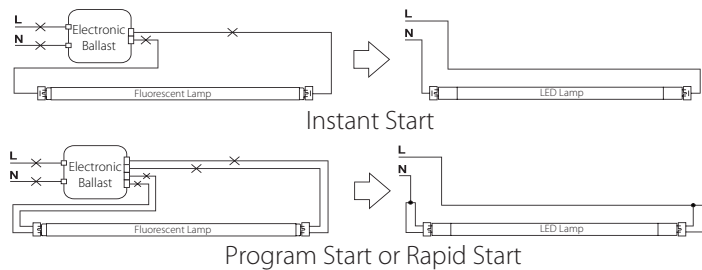 L
N
Electronic
Ballast
Fluorescent Lamp
L
N
LED Lamp
Instant Start
L
N
Electronic
Ballast
Fluorescent Lamp
L
N
LED Lamp
Program Start or Rapid Start